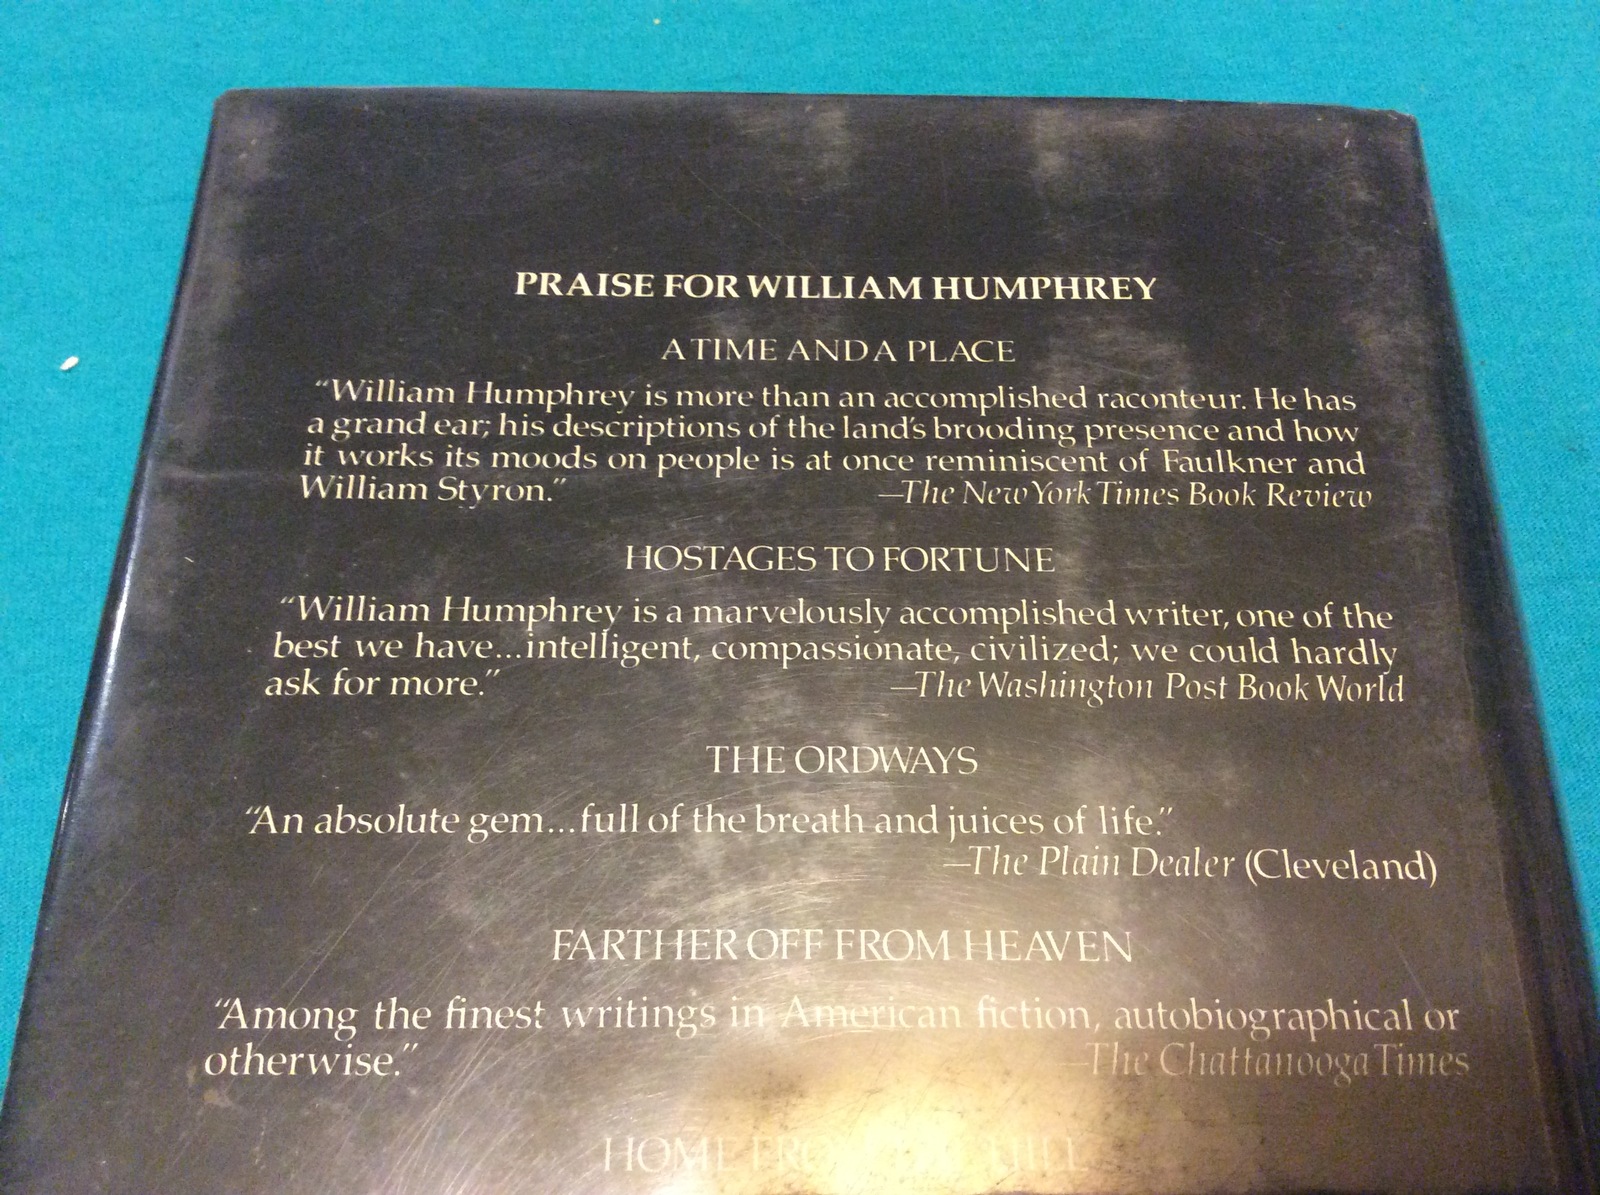 PRAISE FOR WILLIAM HUMPHREY
A TIME AND A PLACE
“William Humphrey is more than an accomplished raconteur. He has
a grand ear; his descriptions of the land’s brooding presence and how
it works its moods on people is at once reminiscent of Faulkner and
William Styron.” —The New York Times Book Review
HOSTAGES TO FORTUNE
“William Humphrey is a marvelously accomplished writer, one of the
best we have...intelligent, compassionate, civilized; we could hardly
ask for more.” —The Washington Post Book World
THE ORDWAYS
“An absolute gem...full of the breath and juices of life.”
—The Plain Dealer (Cleveland)
FARTHER OFF FROM HEAVEN
“Among the finest writings in American fiction, autobiographical or
otherwise.” —The Chattanooga Times
HOME FROM HILL